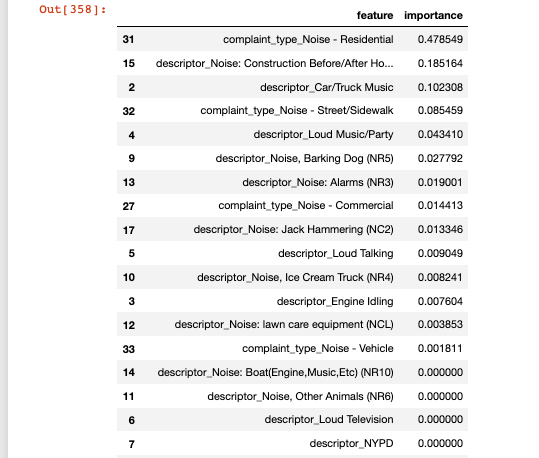 Out[358]:
feature importance
31 complaint_type_Noise - Residential 0.478549
15 descriptor_Noise: Construction Before/After Ho... 0.185164
2 descriptor_Car/Truck Music 0.102308
32 complaint_type_Noise - Street/Sidewalk 0.085459
4 descriptor_Loud Music/Party 0.043410
9 descriptor_Noise, Barking Dog (NR5) 0.027792
13 descriptor_Noise: Alarms (NR3) 0.019001
27 complaint_type_Noise - Commercial 0.014413
17 descriptor_Noise: Jack Hammering (NC2) 0.013346
5 descriptor_Loud Talking 0.009049
10 descriptor_Noise, Ice Cream Truck (NR4) 0.008241
3 descriptor_Engine Idling 0.007604
12 descriptor_Noise: lawn care equipment (NCL) 0.003853
33 complaint_type_Noise - Vehicle 0.001811
14 descriptor_Noise: Boat(Engine,Music,Etc) (NR10) 0.000000
11 descriptor_Noise, Other Animals (NR6) 0.000000
6 descriptor_Loud Television 0.000000
7 descriptor_NYPD 0.000000